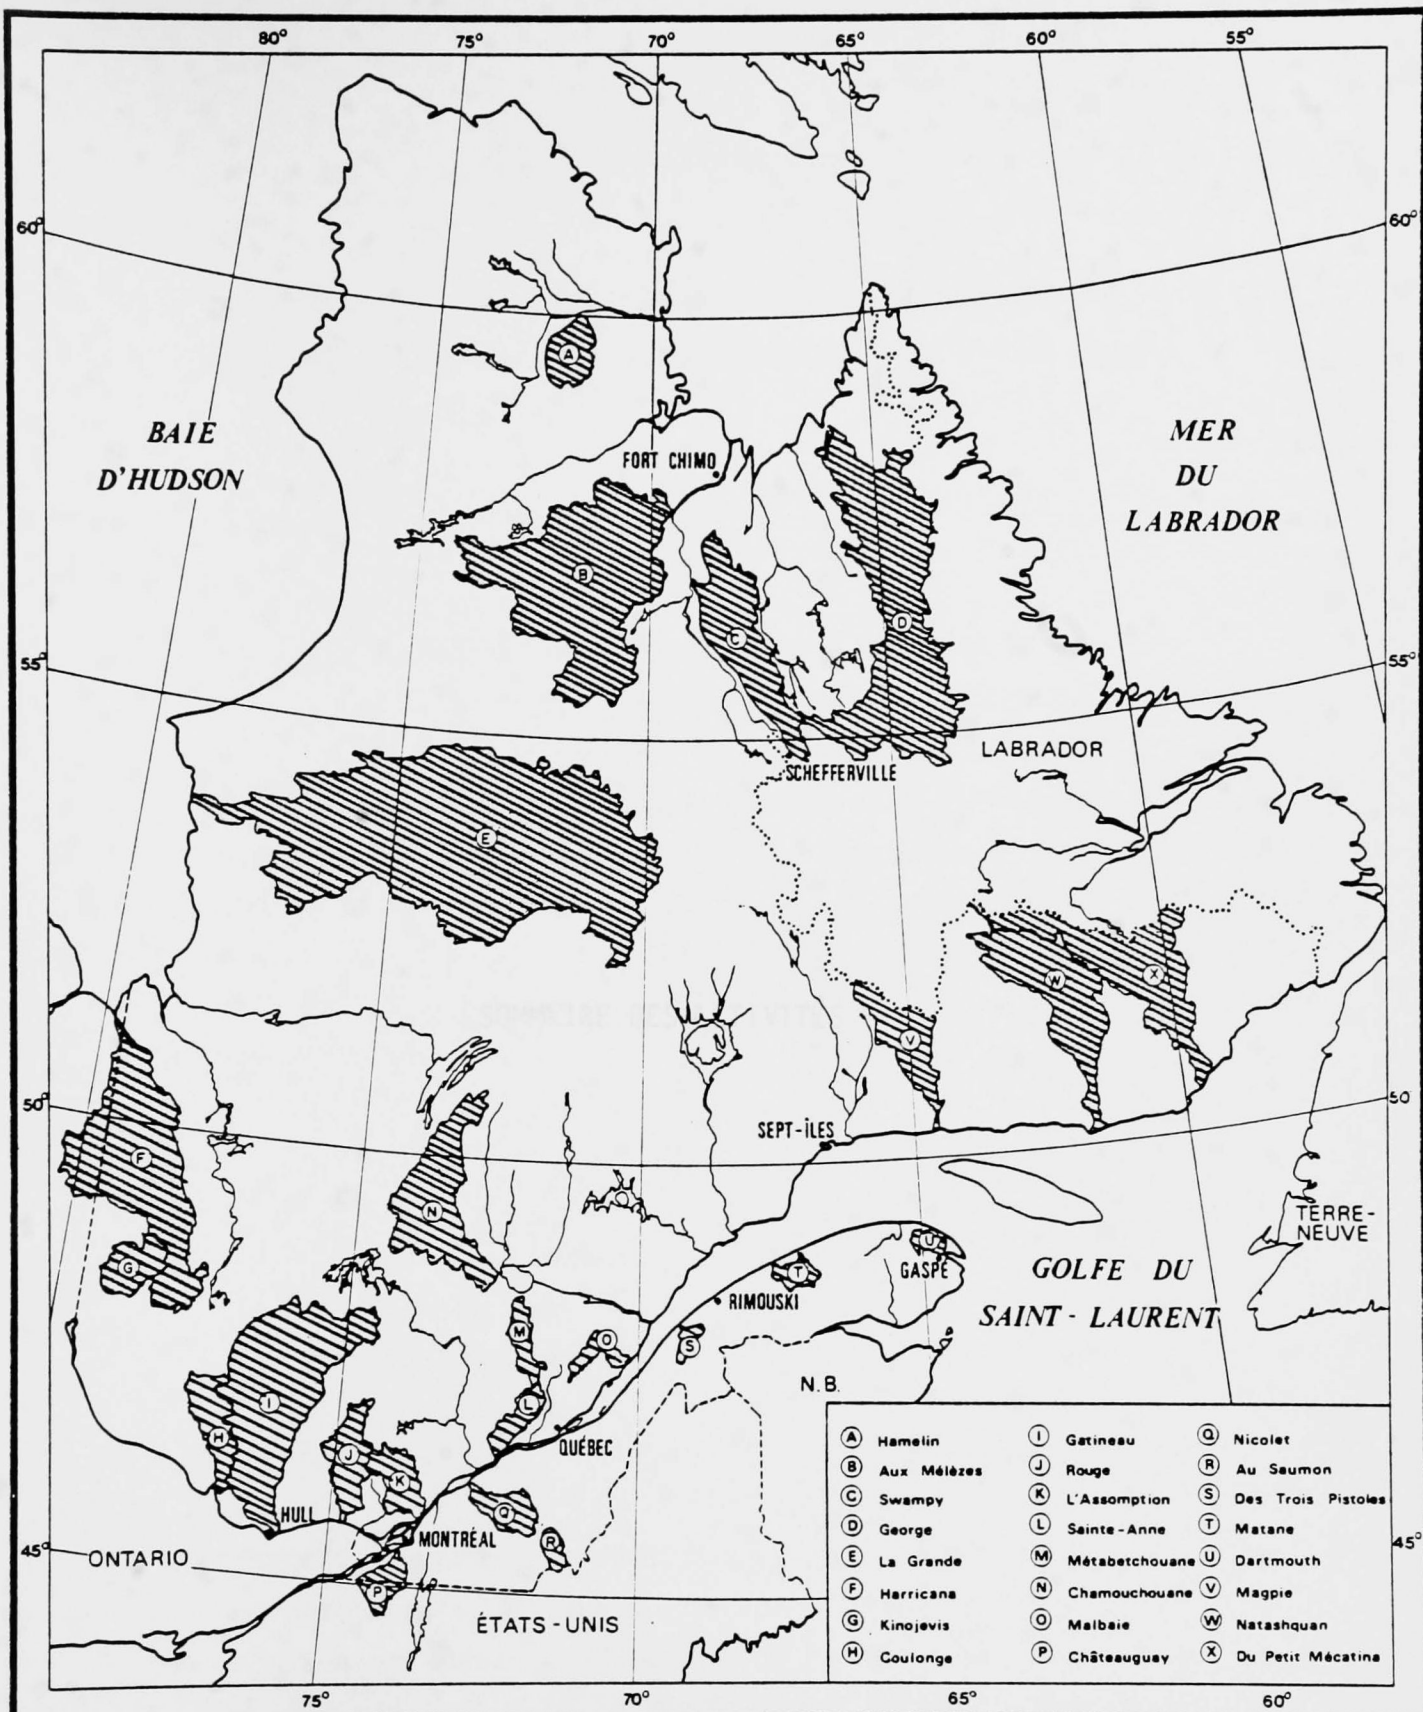 80° 75° 70° 65° 60° 55°
60° 60°
A
BAIE
D'HUDSON
MER
DU
LABRADOR
FORT CHIMO
B
C
D
55° 55°
LABRADOR
SCHEFFERVILLE
E
W
X
V
50° 50°
SEPT-ÎLES
F
N
TERRE-
NEUVE
G
U
GASPÉ
T
GOLFE DU
SAINT-LAURENT
RIMOUSKI
M
O
S
N.B.
I
L
H
QUÉBEC
J
K
HULL
Q
MONTRÉAL
R
45° 45°
ONTARIO
P
ÉTATS-UNIS
A Hamelin
B Aux Mélèzes
C Swampy
D George
E La Grande
F Harricana
G Kinojevis
H Coulonge
I Gatineau
J Rouge
K L'Assomption
L Sainte-Anne
M Métabetchouane
N Chamouchouane
O Malbaie
P Châteauguay
Q Nicolet
R Au Saumon
S Des Trois Pistoles
T Matane
U Dartmouth
V Magpie
W Natashquan
X Du Petit Mécatina
75° 70° 65° 60°